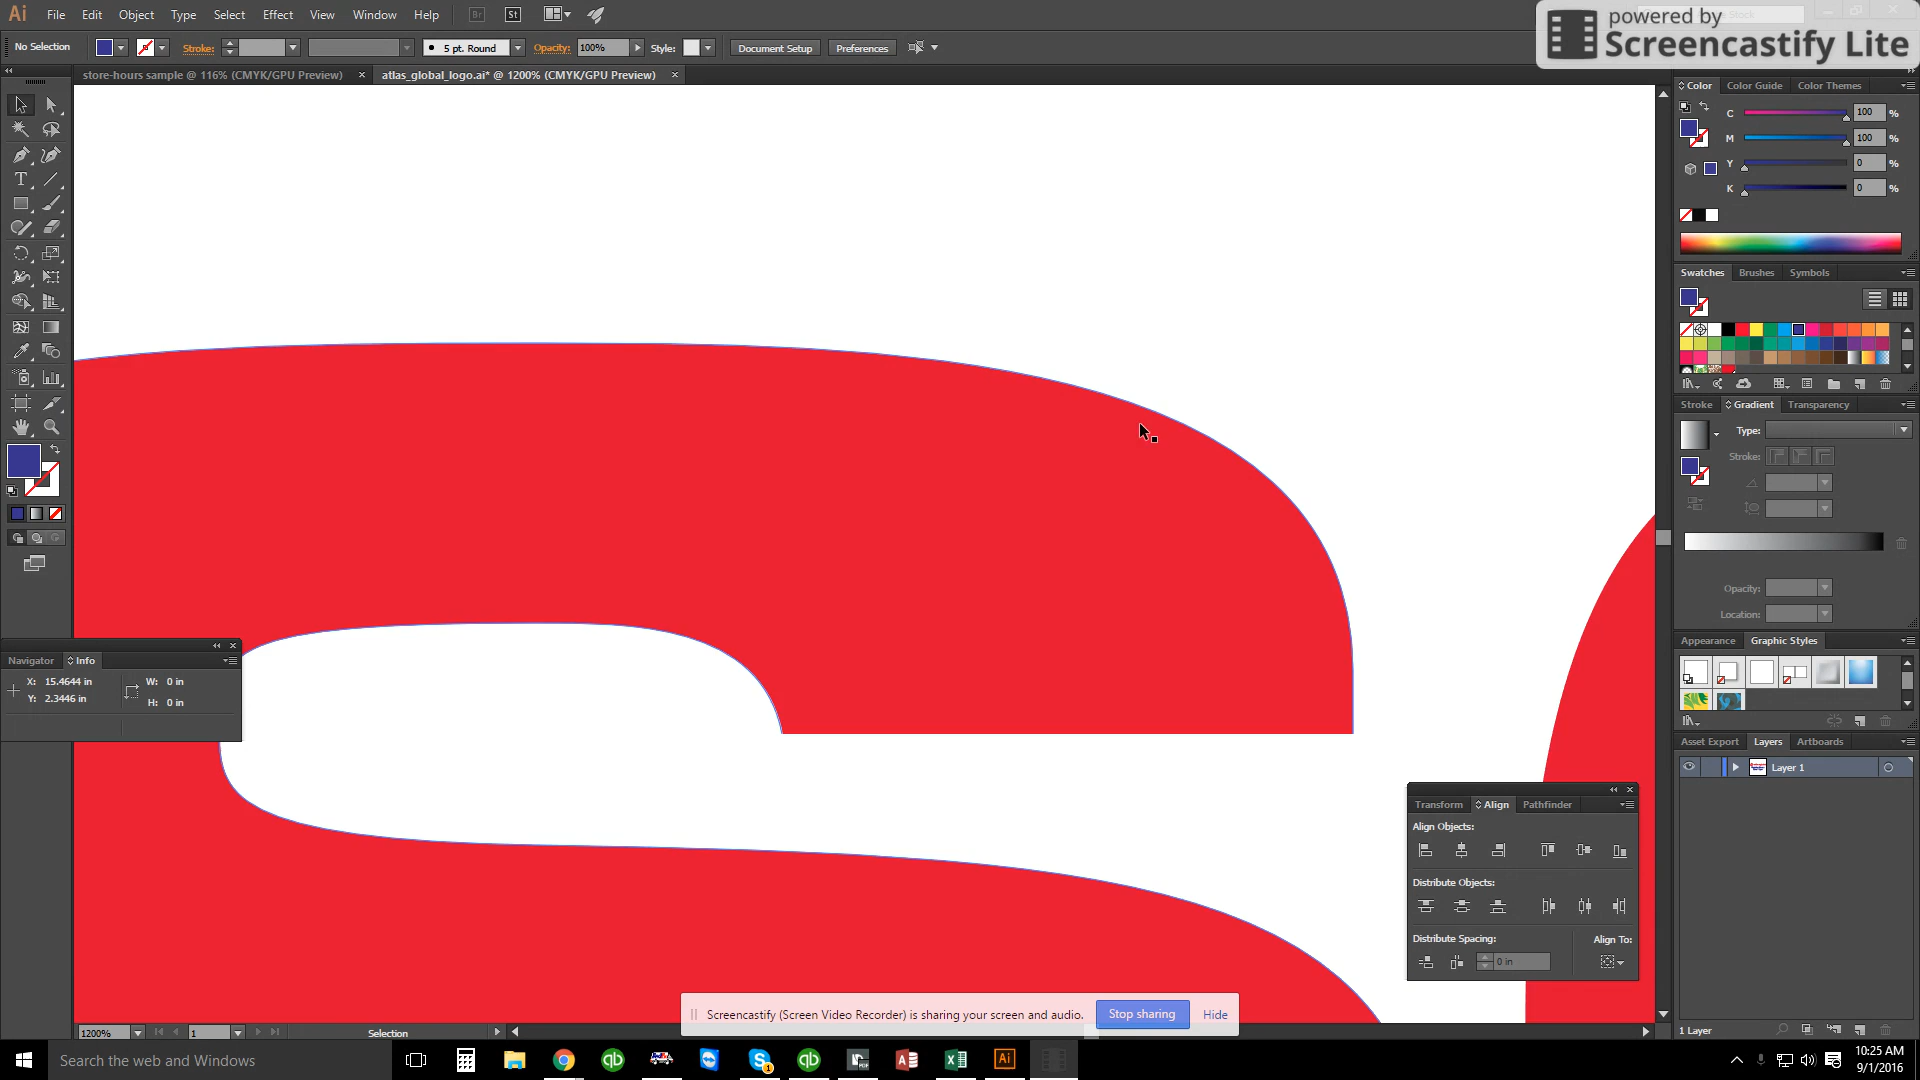 Ai File Edit Object Type Select Effect View Window Help Br St
powered by
Screencastify Lite
No Selection Stroke: 5 pt. Round Opacity: 100% Style: Document Setup Preferences
store-hours sample @ 116% (CMYK/GPU Preview) × atlas_global_logo.ai* @ 1200% (CMYK/GPU Preview) ×
Color Color Guide Color Themes
C 100 %
M 100 %
Y 0 %
K 0 %
Swatches Brushes Symbols
Stroke Gradient Transparency
Type:
Stroke:
Opacity:
Location:
Appearance Graphic Styles
Navigator Info
X: 15.4644 in W: 0 in
Y: 2.3446 in H: 0 in
Asset Export Layers Artboards
Layer 1
Transform Align Pathfinder
Align Objects:
Distribute Objects:
Distribute Spacing: Align To:
0 in
Screencastify (Screen Video Recorder) is sharing your screen and audio. Stop sharing Hide
1200% 1 Selection
1 Layer
Search the web and Windows
10:25 AM
9/1/2016